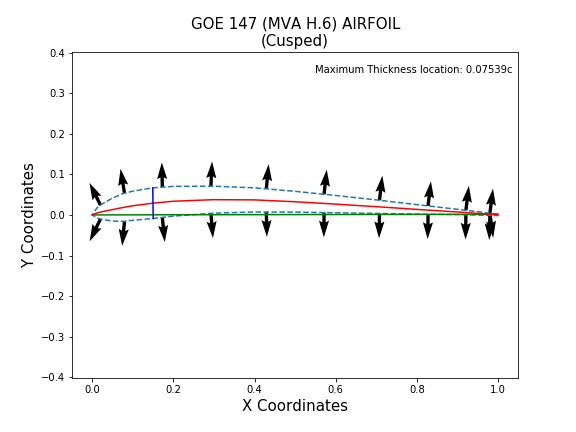 GOE 147 (MVA H.6) AIRFOIL
(Cusped)
Maximum Thickness location: 0.07539c
Y Coordinates
0.4
0.3
0.2
0.1
0.0
−0.1
−0.2
−0.3
−0.4
0.0 0.2 0.4 0.6 0.8 1.0
X Coordinates